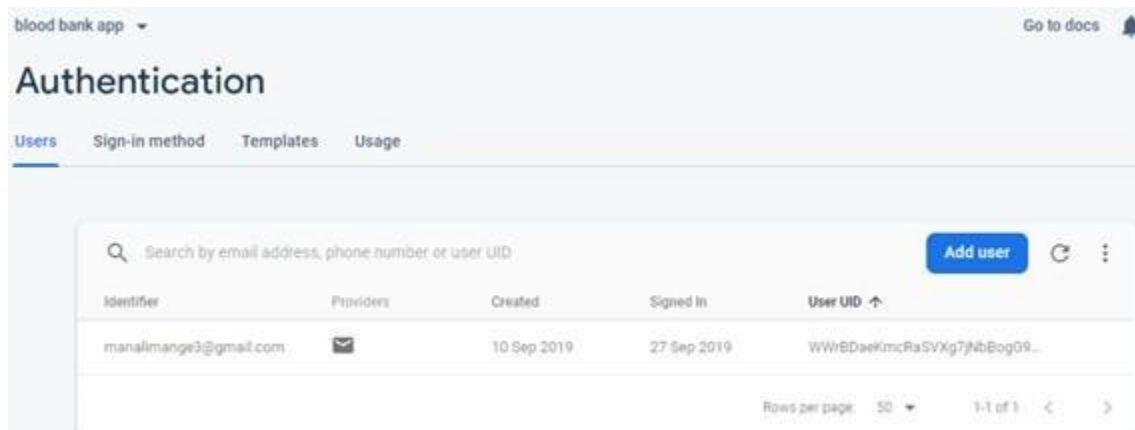 blood bank app Go to docs
Authentication
Users Sign-in method Templates Usage
Search by email address, phone number or user UID Add user
Identifier Providers Created Signed In User UID ↑
manalimange3@gmail.com 10 Sep 2019 27 Sep 2019
Rows per page: 50 1-1 of 1